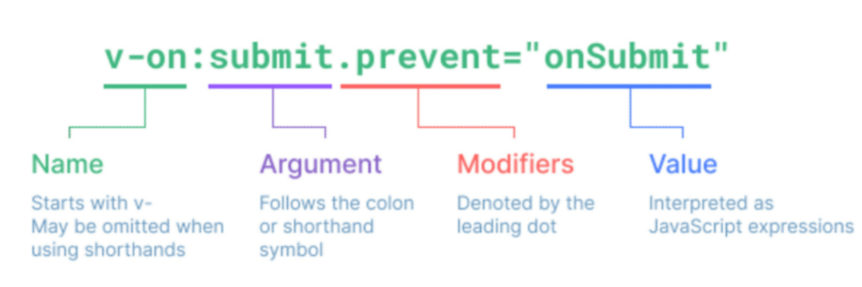 v-on:submit.prevent="onSubmit"
Name
Starts with v-
May be omitted when
using shorthands
Argument
Follows the colon
or shorthand
symbol
Modifiers
Denoted by the
leading dot
Value
Interpreted as
JavaScript expressions